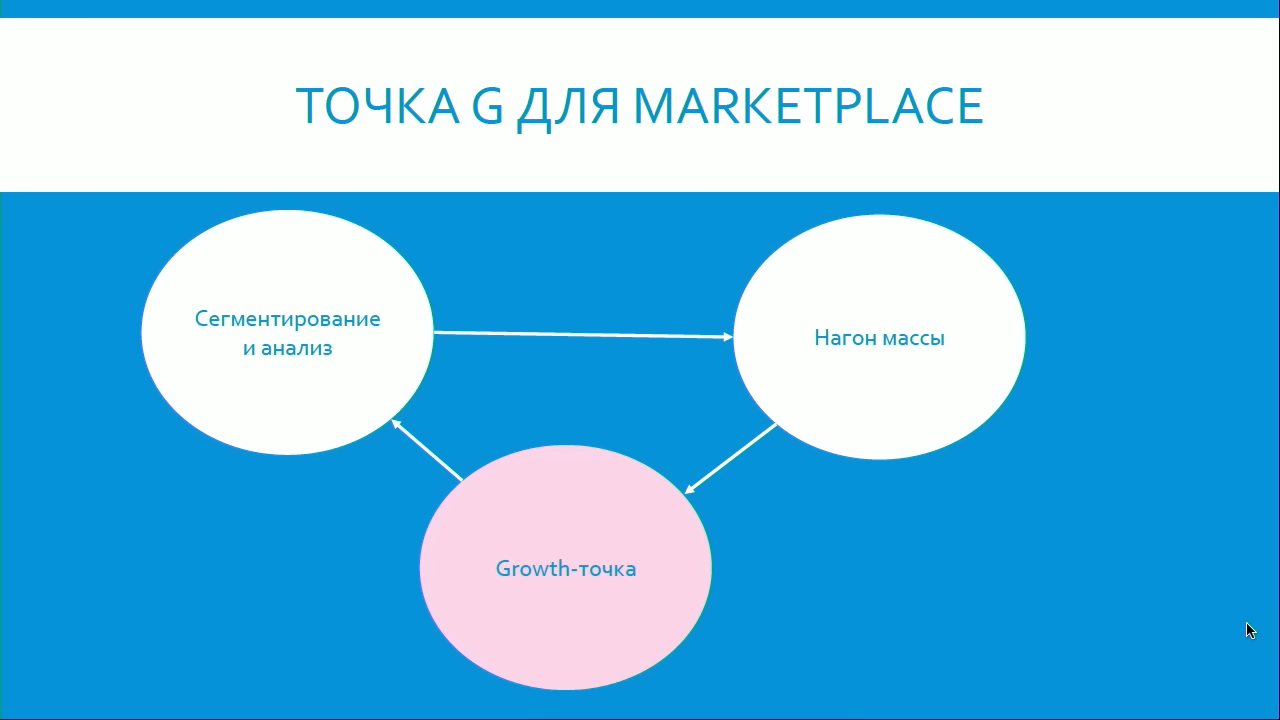 ТОЧКА G ДЛЯ MARKETPLACE
Сегментирование
и анализ
Нагон массы
Growth-точка